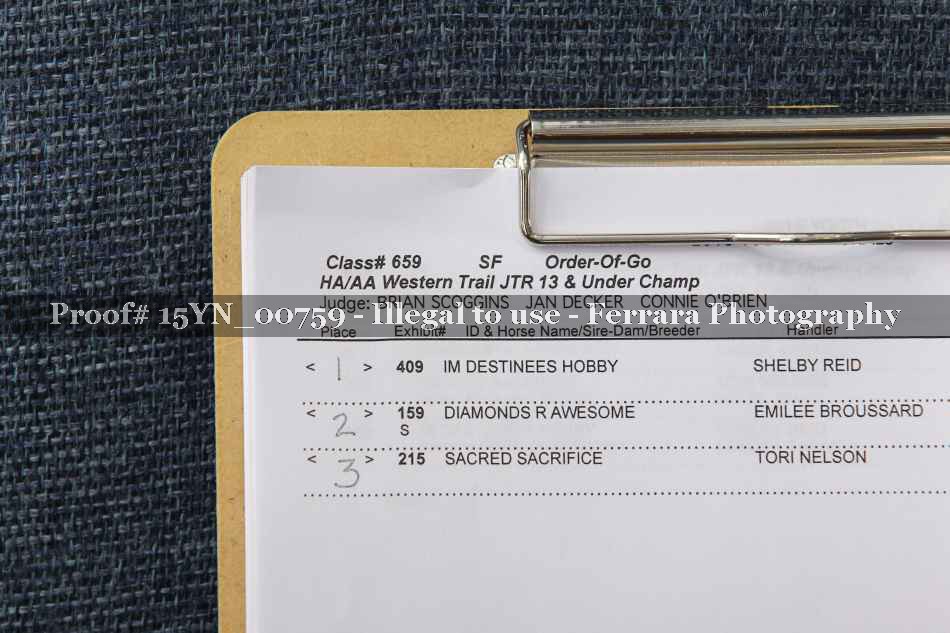 Class# 659 SF Order-Of-Go
HA/AA Western Trail JTR 13 & Under Champ
Judge: BRIAN SCOGGINS JAN DECKER CONNIE O'BRIEN
Proof# 15YN_00759 - Illegal to use - Ferrara Photography
Place Exhibit# ID & Horse Name/Sire-Dam/Breeder Handler
< 1 > 409 IM DESTINEES HOBBY SHELBY REID
< 2 > 159 DIAMONDS R AWESOME EMILEE BROUSSARD
S
< 3 > 215 SACRED SACRIFICE TORI NELSON